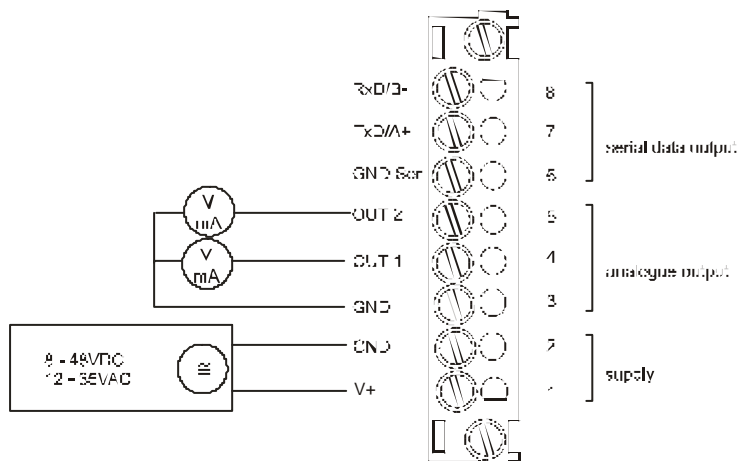 RxD/B- 8
TxD/A+ 7
serial data output
GND Ser 6
V
mA
OUT 2 5
V
mA
OUT 1 4
analogue output
GND 3
GND 2
8 - 48VDC
12 - 35VAC
≅
supply
V+ 1